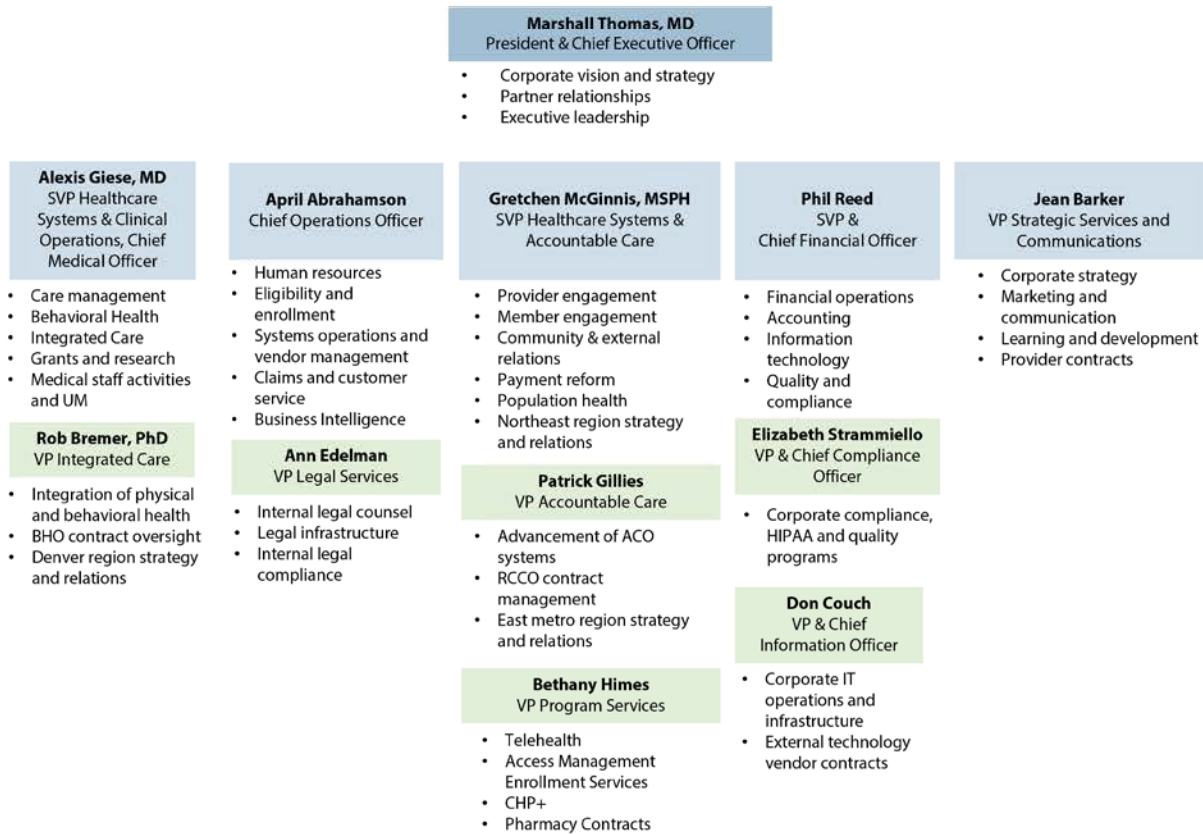 Marshall Thomas, MD
President & Chief Executive Officer
• Corporate vision and strategy
• Partner relationships
• Executive leadership
Alexis Giese, MD
SVP Healthcare
Systems & Clinical
Operations, Chief
Medical Officer
• Care management
• Behavioral Health
• Integrated Care
• Grants and research
• Medical staff activities
and UM
Rob Bremer, PhD
VP Integrated Care
• Integration of physical
and behavioral health
• BHO contract oversight
• Denver region strategy
and relations
April Abrahamson
Chief Operations Officer
• Human resources
• Eligibility and
enrollment
• Systems operations and
vendor management
• Claims and customer
service
• Business Intelligence
Ann Edelman
VP Legal Services
• Internal legal counsel
• Legal infrastructure
• Internal legal
compliance
Gretchen McGinnis, MSPH
SVP Healthcare Systems &
Accountable Care
• Provider engagement
• Member engagement
• Community & external
relations
• Payment reform
• Population health
• Northeast region strategy
and relations
Patrick Gillies
VP Accountable Care
• Advancement of ACO
systems
• RCCO contract
management
• East metro region strategy
and relations
Bethany Himes
VP Program Services
• Telehealth
• Access Management
Enrollment Services
• CHP+
• Pharmacy Contracts
Phil Reed
SVP &
Chief Financial Officer
• Financial operations
• Accounting
• Information
technology
• Quality and
compliance
Elizabeth Strammiello
VP & Chief Compliance
Officer
• Corporate compliance,
HIPAA and quality
programs
Don Couch
VP & Chief
Information Officer
• Corporate IT
operations and
infrastructure
• External technology
vendor contracts
Jean Barker
VP Strategic Services and
Communications
• Corporate strategy
• Marketing and
communication
• Learning and development
• Provider contracts